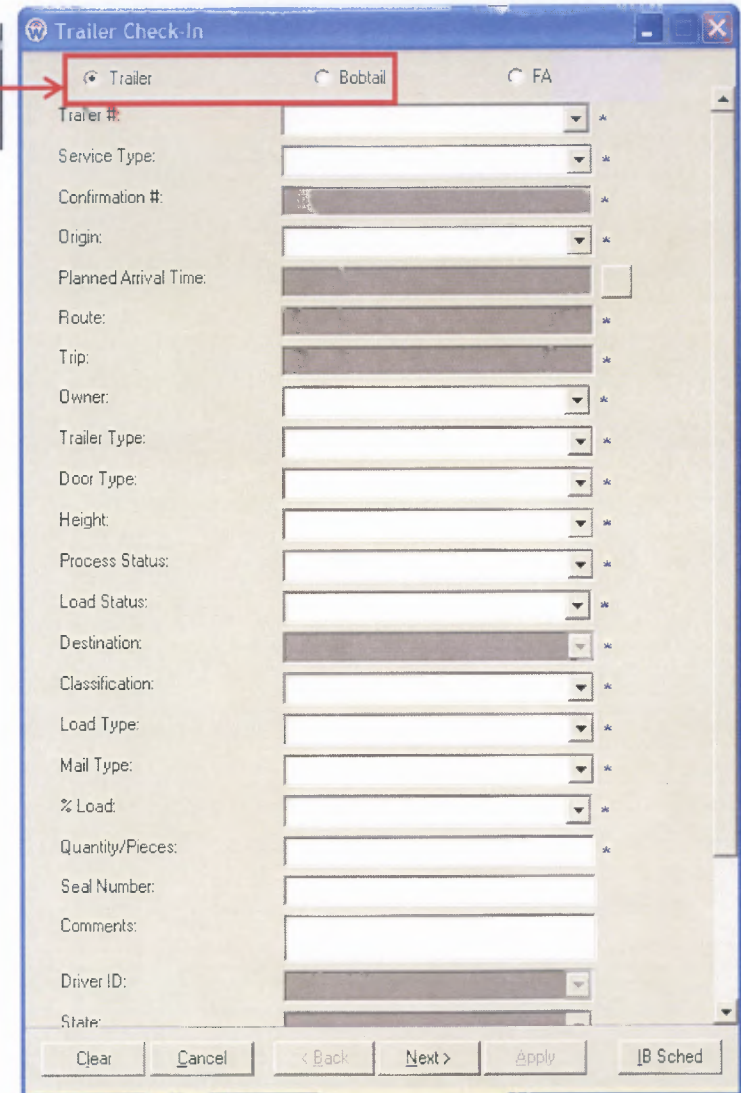 Trailer Check-In
Trailer Bobtail FA
Trailer #: *
Service Type: *
Confirmation #: *
Origin: *
Planned Arrival Time:
Route: *
Trip: *
Owner: *
Trailer Type: *
Door Type: *
Height: *
Process Status: *
Load Status: *
Destination: *
Classification: *
Load Type: *
Mail Type: *
% Load: *
Quantity/Pieces: *
Seal Number:
Comments:
Driver ID:
State:
Clear Cancel < Back Next > Apply IB Sched